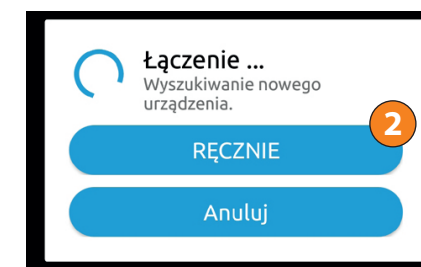 Łączenie ...
Wyszukiwanie nowego
urządzenia.
2
RĘCZNIE
Anuluj